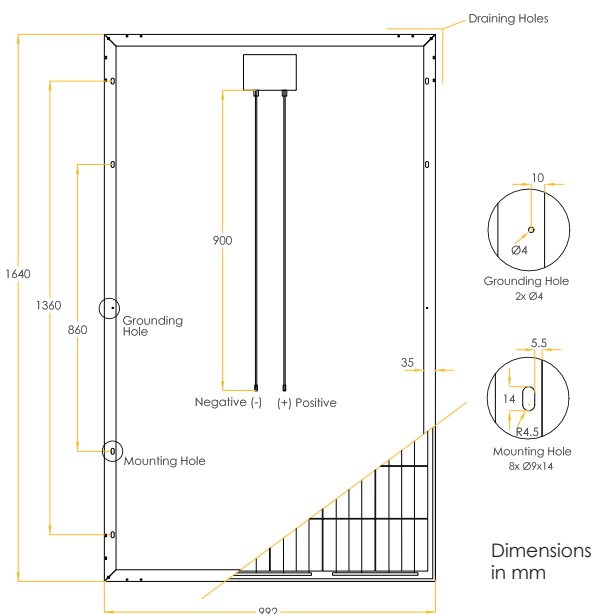 Draining Holes
10
900
Ø4
1640
Grounding Hole
2x Ø4
1360
Grounding
Hole
860
5.5
35
14
Negative (-)
(+) Positive
R4.5
Mounting Hole
8x Ø9x14
Mounting Hole
Dimensions
in mm
992